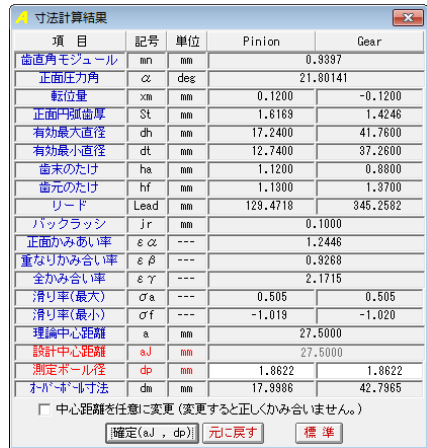 寸法計算結果
項 目 記号 単位 Pinion Gear
歯直角モジュール mn mm 0.9397
正面圧力角 α deg 21.80141
転位量 xm mm 0.1200 -0.1200
正面円弧歯厚 St mm 1.6169 1.4246
有効最大直径 dh mm 17.2400 41.7600
有効最小直径 dt mm 12.7400 37.2600
歯末のたけ ha mm 1.1200 0.8800
歯元のたけ hf mm 1.1300 1.3700
リード Lead mm 129.4718 345.2582
バックラッシ jr mm 0.1000
正面かみあい率 εα --- 1.2446
重なりかみ合い率 εβ --- 0.9268
全かみ合い率 εγ --- 2.1715
滑り率(最大) σa --- 0.505 0.505
滑り率(最小) σf --- -1.019 -1.020
理論中心距離 a mm 27.5000
設計中心距離 aJ mm 27.5000
測定ボール径 dp mm 1.8622 1.8622
オーバーボール寸法 dm mm 17.9986 42.7965
中心距離を任意に変更(変更すると正しくかみ合いません。)
確定(aJ , dp) 元に戻す 標 準